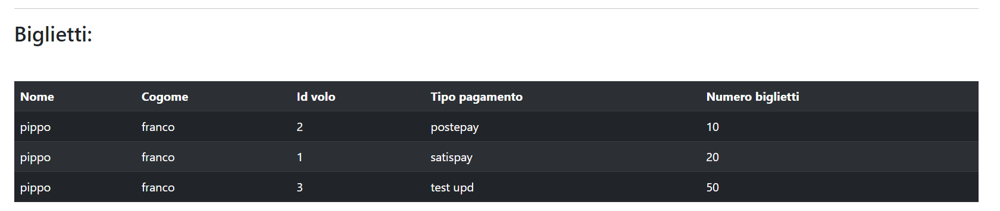 Biglietti:
Nome Cogome Id volo Tipo pagamento Numero biglietti
pippo franco 2 postepay 10
pippo franco 1 satispay 20
pippo franco 3 test upd 50